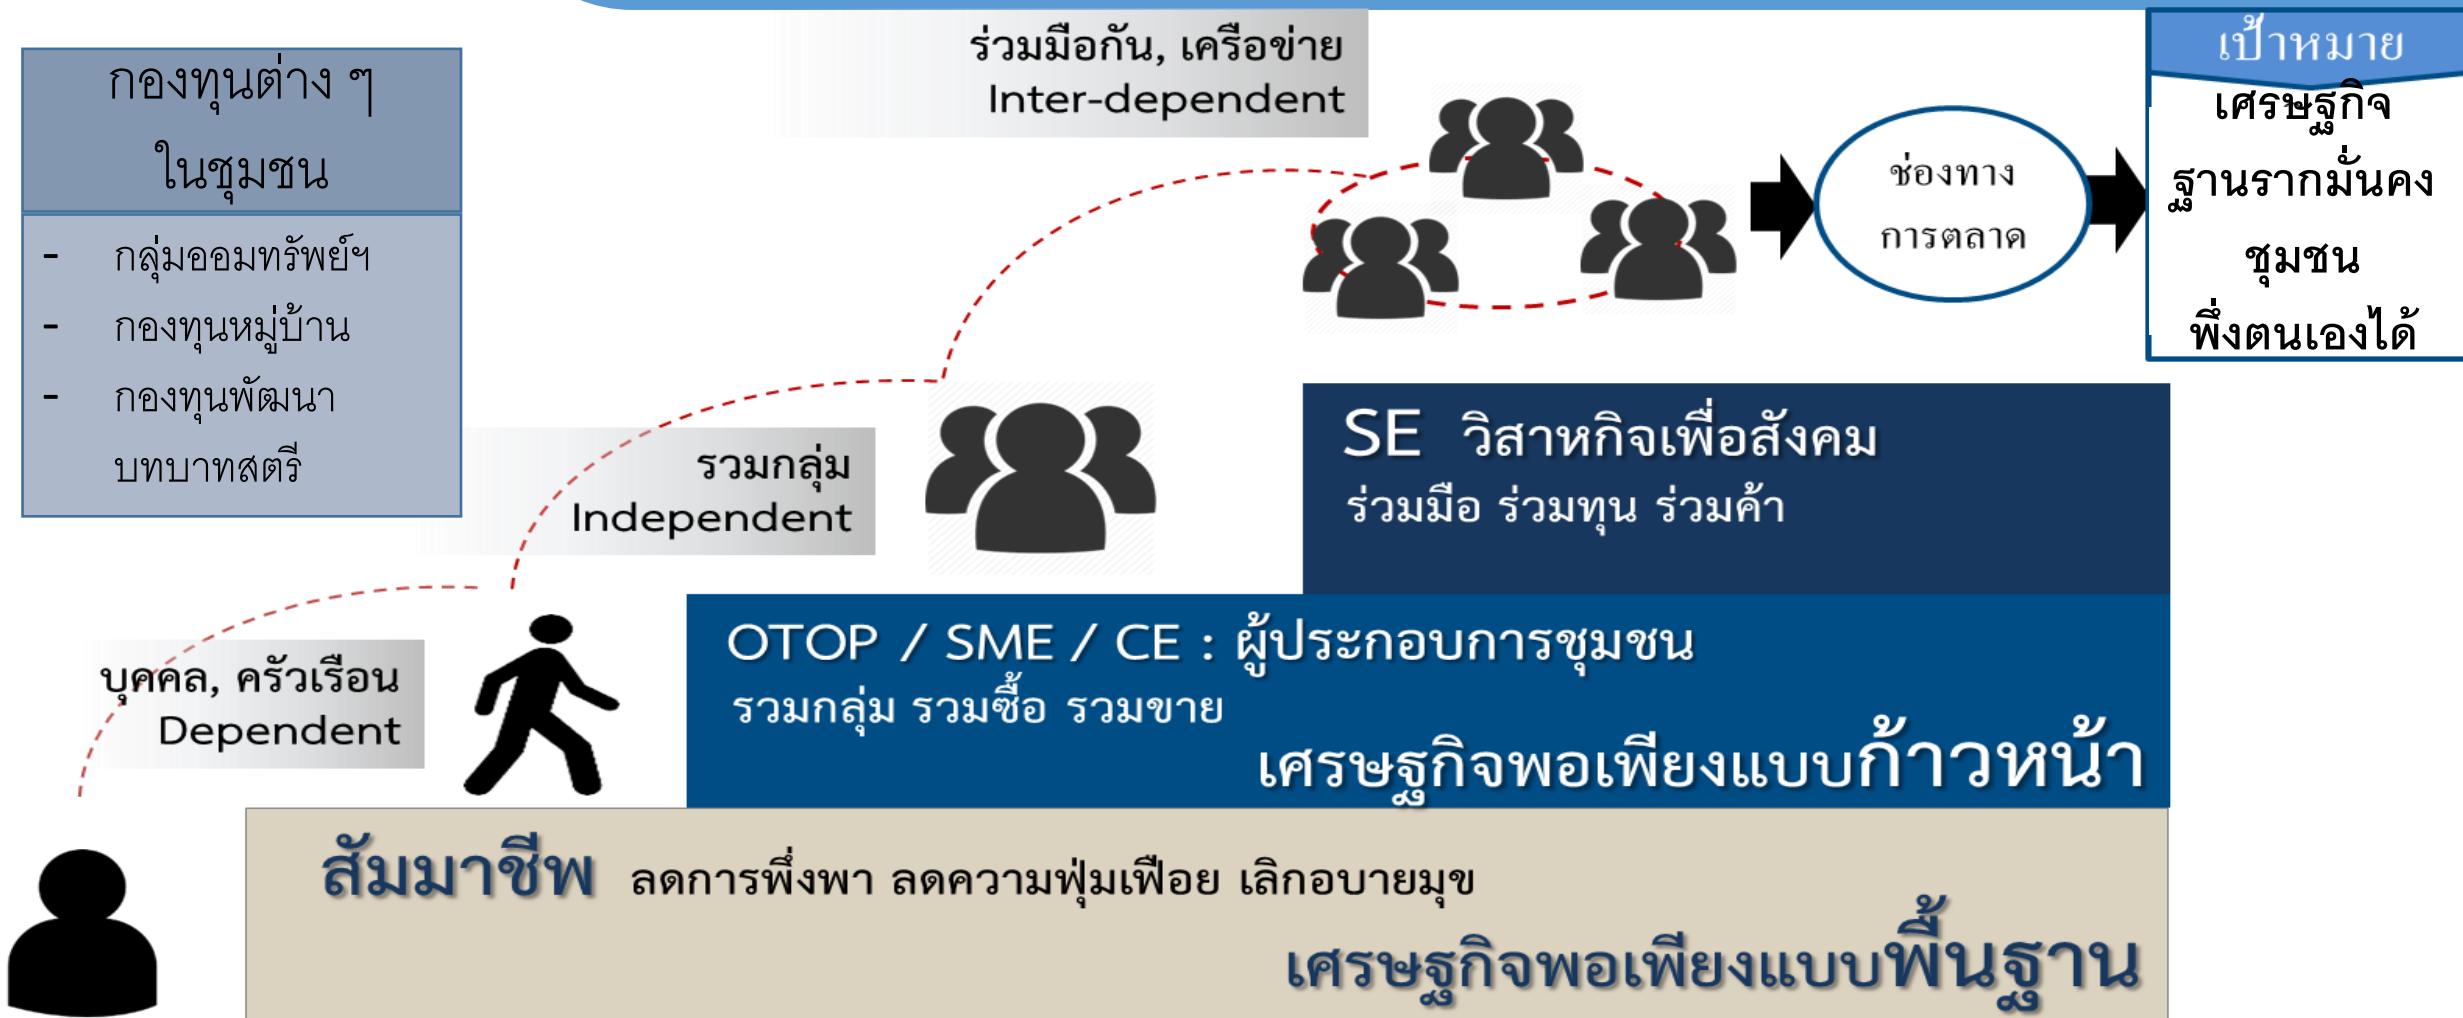 กองทุนต่าง ๆ
ในชุมชน
- กลุ่มออมทรัพย์ฯ
- กองทุนหมู่บ้าน
- กองทุนพัฒนา
บทบาทสตรี
ร่วมมือกัน, เครือข่าย
Inter-dependent
ช่องทาง
การตลาด
เป้าหมาย
เศรษฐกิจ
ฐานรากมั่นคง
ชุมชน
พึ่งตนเองได้
รวมกลุ่ม
Independent
SE วิสาหกิจเพื่อสังคม
ร่วมมือ ร่วมทุน ร่วมค้า
บุคคล, ครัวเรือน
Dependent
OTOP / SME / CE : ผู้ประกอบการชุมชน
รวมกลุ่ม รวมซื้อ รวมขาย
เศรษฐกิจพอเพียงแบบก้าวหน้า
สัมมาชีพ ลดการพึ่งพา ลดความฟุ่มเฟือย เลิกอบายมุข
เศรษฐกิจพอเพียงแบบพื้นฐาน